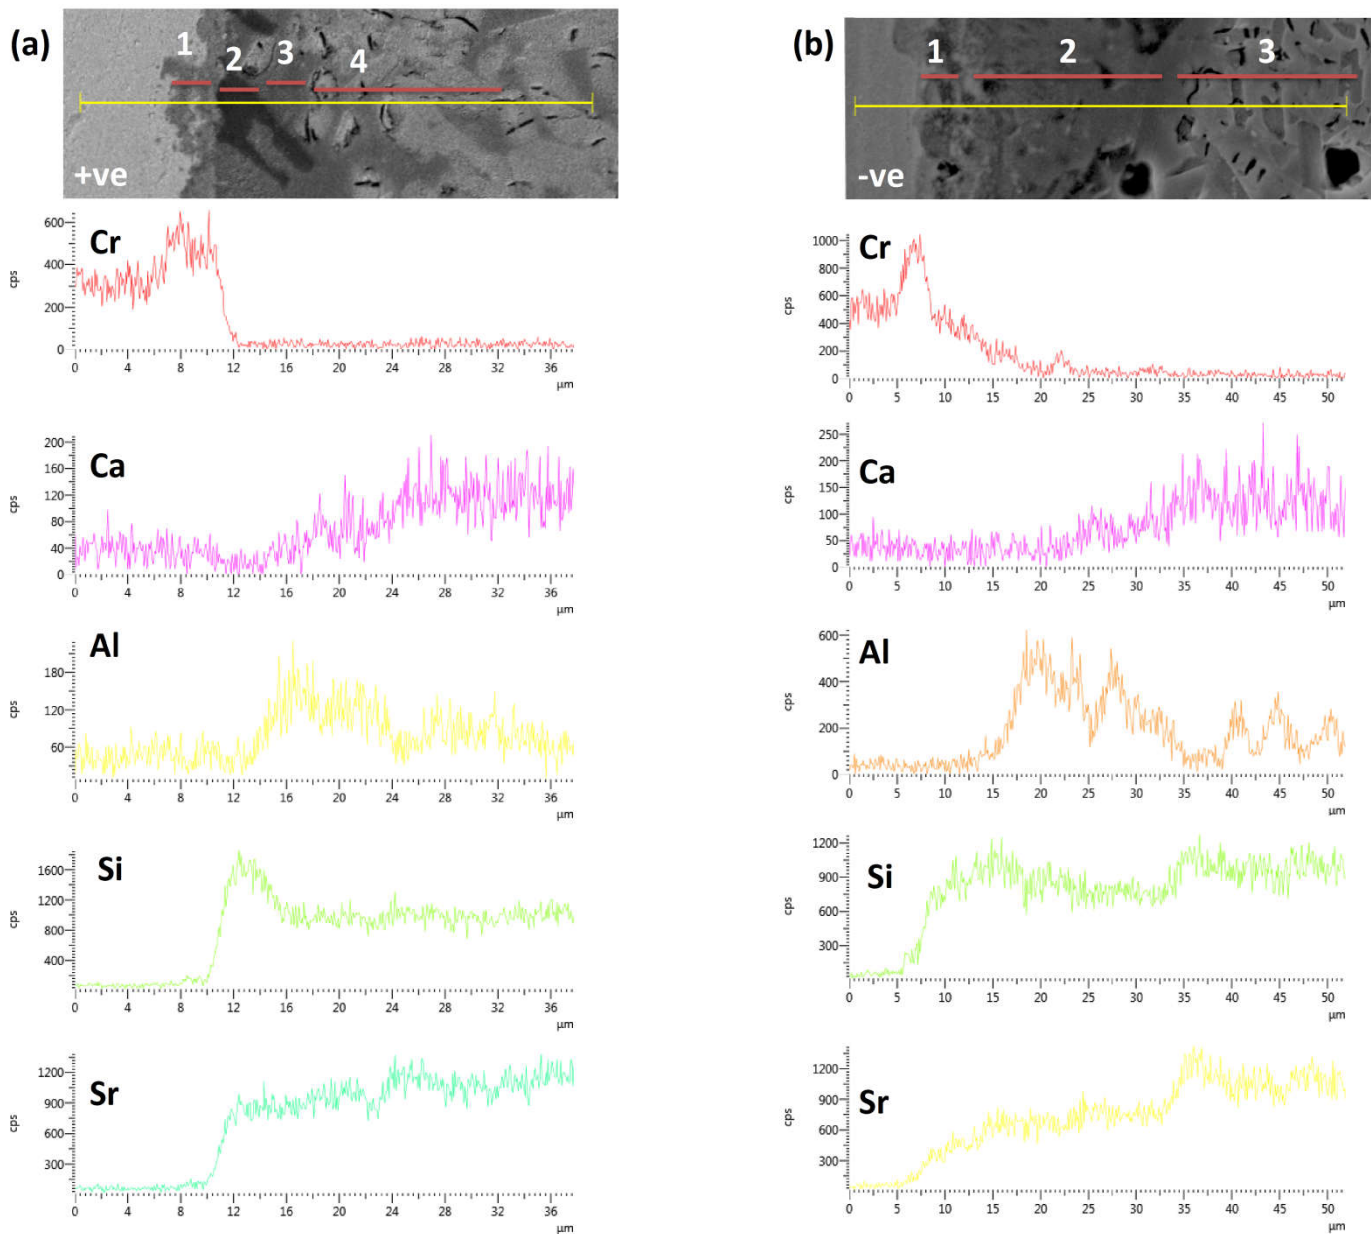 (a)
1
2
3
4
+ve
Cr
600
400
200
0
cps
0 4 8 12 16 20 24 28 32 36
μm
Ca
200
160
120
80
40
0
cps
0 4 8 12 16 20 24 28 32 36
μm
Al
180
120
60
cps
0 4 8 12 16 20 24 28 32 36
μm
Si
1600
1000
400
cps
0 4 8 12 16 20 24 28 32 36
μm
Sr
1200
900
600
300
cps
0 4 8 12 16 20 24 28 32 36
μm
(b)
1
2
3
-ve
Cr
1000
800
600
400
200
0
cps
0 5 10 15 20 25 30 35 40 45 50
μm
Ca
250
200
150
100
50
0
cps
0 5 10 15 20 25 30 35 40 45 50
μm
Al
600
400
200
0
cps
0 5 10 15 20 25 30 35 40 45 50
μm
Si
1200
900
600
300
cps
0 5 10 15 20 25 30 35 40 45 50
μm
Sr
1200
900
600
300
cps
0 5 10 15 20 25 30 35 40 45 50
μm